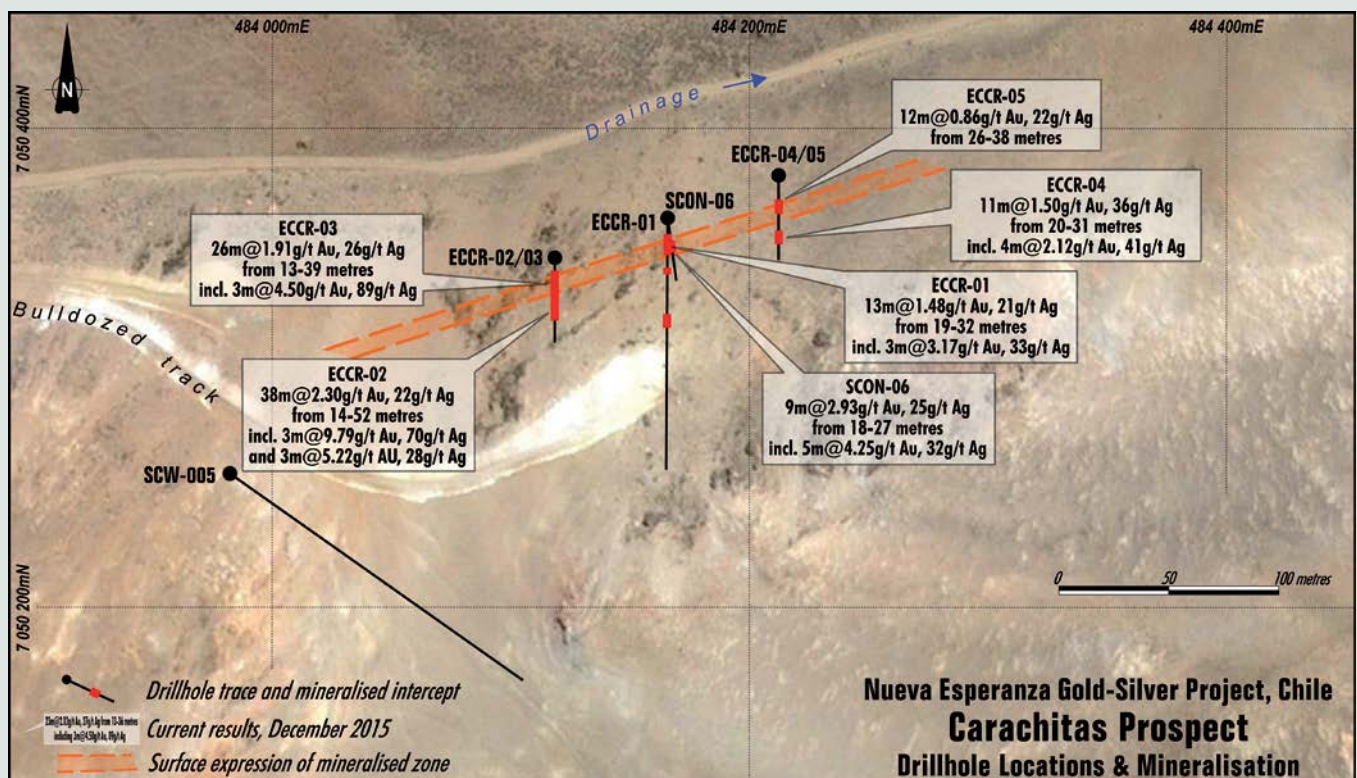 484 000mE
484 200mE
484 400mE
N
7 050 400mN
7 050 200mN
Drainage
ECCR-05
12m@0.86g/t Au, 22g/t Ag
from 26-38 metres
ECCR-04/05
ECCR-04
11m@1.50g/t Au, 36g/t Ag
from 20-31 metres
incl. 4m@2.12g/t Au, 41g/t Ag
SCON-06
ECCR-01
ECCR-03
26m@1.91g/t Au, 26g/t Ag
from 13-39 metres
incl. 3m@4.50g/t Au, 89g/t Ag
ECCR-02/03
ECCR-01
13m@1.48g/t Au, 21g/t Ag
from 19-32 metres
incl. 3m@3.17g/t Au, 33g/t Ag
Bulldozed track
ECCR-02
38m@2.30g/t Au, 22g/t Ag
from 14-52 metres
incl. 3m@9.79g/t Au, 70g/t Ag
and 3m@5.22g/t AU, 28g/t Ag
SCON-06
9m@2.93g/t Au, 25g/t Ag
from 18-27 metres
incl. 5m@4.25g/t Au, 32g/t Ag
SCW-005
0 50 100 metres
Drillhole trace and mineralised intercept
Current results, December 2015
Surface expression of mineralised zone
Nueva Esperanza Gold-Silver Project, Chile
Carachitas Prospect
Drillhole Locations & Mineralisation